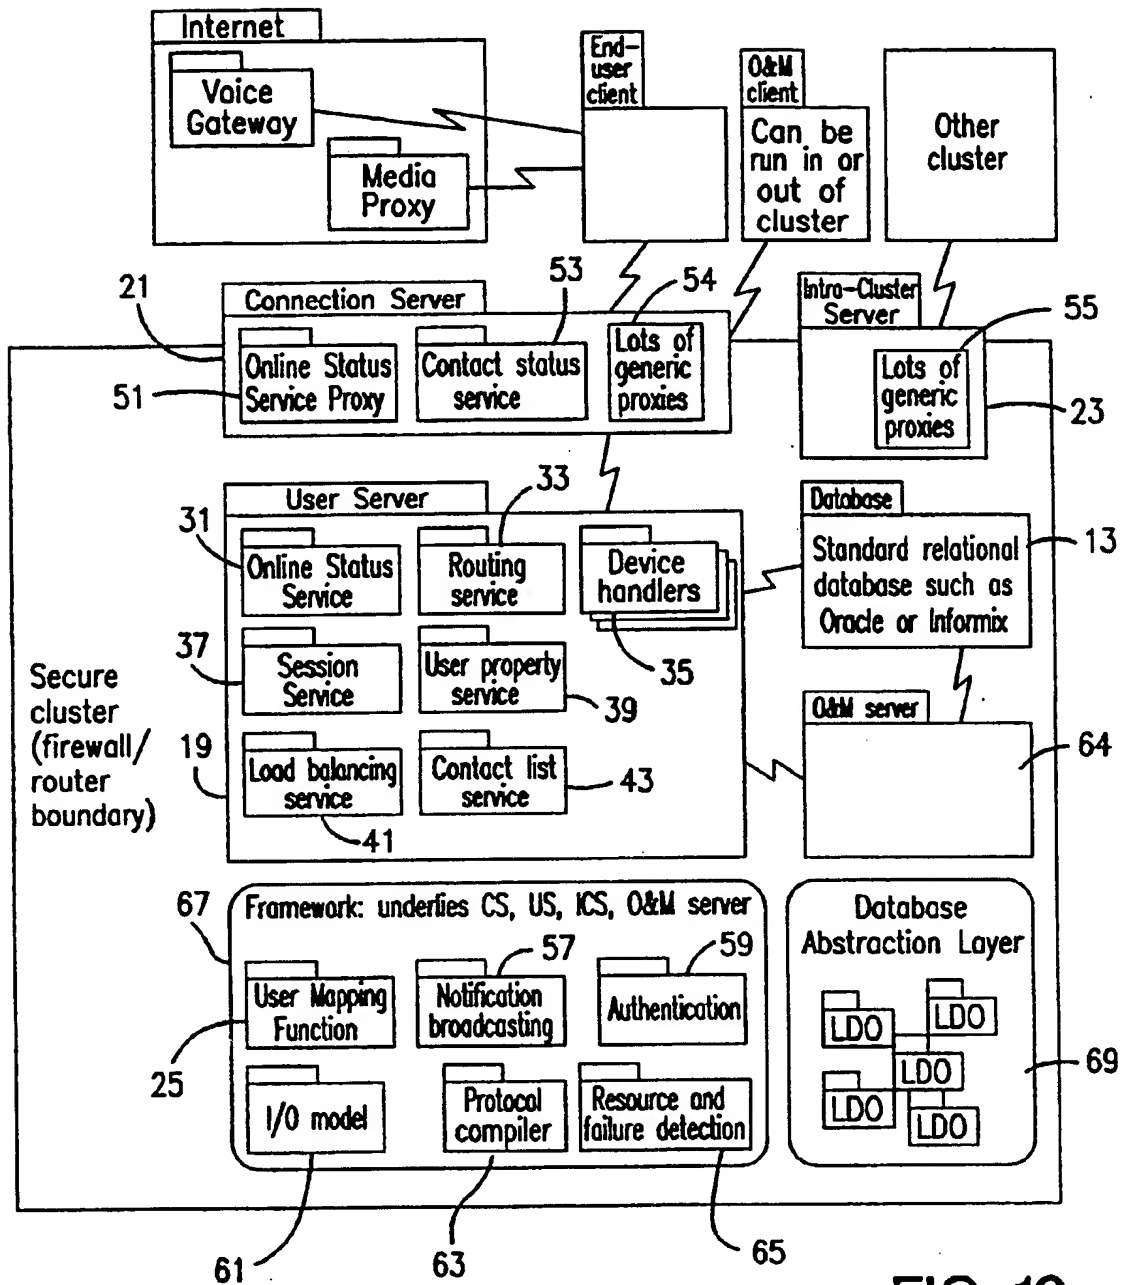 Internet
Voice
Gateway
Media
Proxy
End-
user
client
O&M
client
Can be
run in or
out of
cluster
Other
cluster
21
Connection Server
53
54
Intra-Cluster
Server
55
Online Status
Service Proxy
51
Contact status
service
Lots of
generic
proxies
Lots of
generic
proxies
23
User Server
33
Database
31
Online Status
Service
Routing
service
Device
handlers
Standard relational
database such as
Oracle or Informix
13
37
Session
Service
User property
service
35
39
Secure
cluster
(firewall/
router
boundary)
O&M server
19
Load balancing
service
Contact list
service
43
64
41
67
Framework: underlies CS, US, ICS, O&M server
57
59
User Mapping
Function
Notification
broadcasting
Authentication
25
I/O model
Protocol
compiler
Resource and
failure detection
61
63
65
Database
Abstraction Layer
LDO
LDO
LDO
LDO
LDO
69